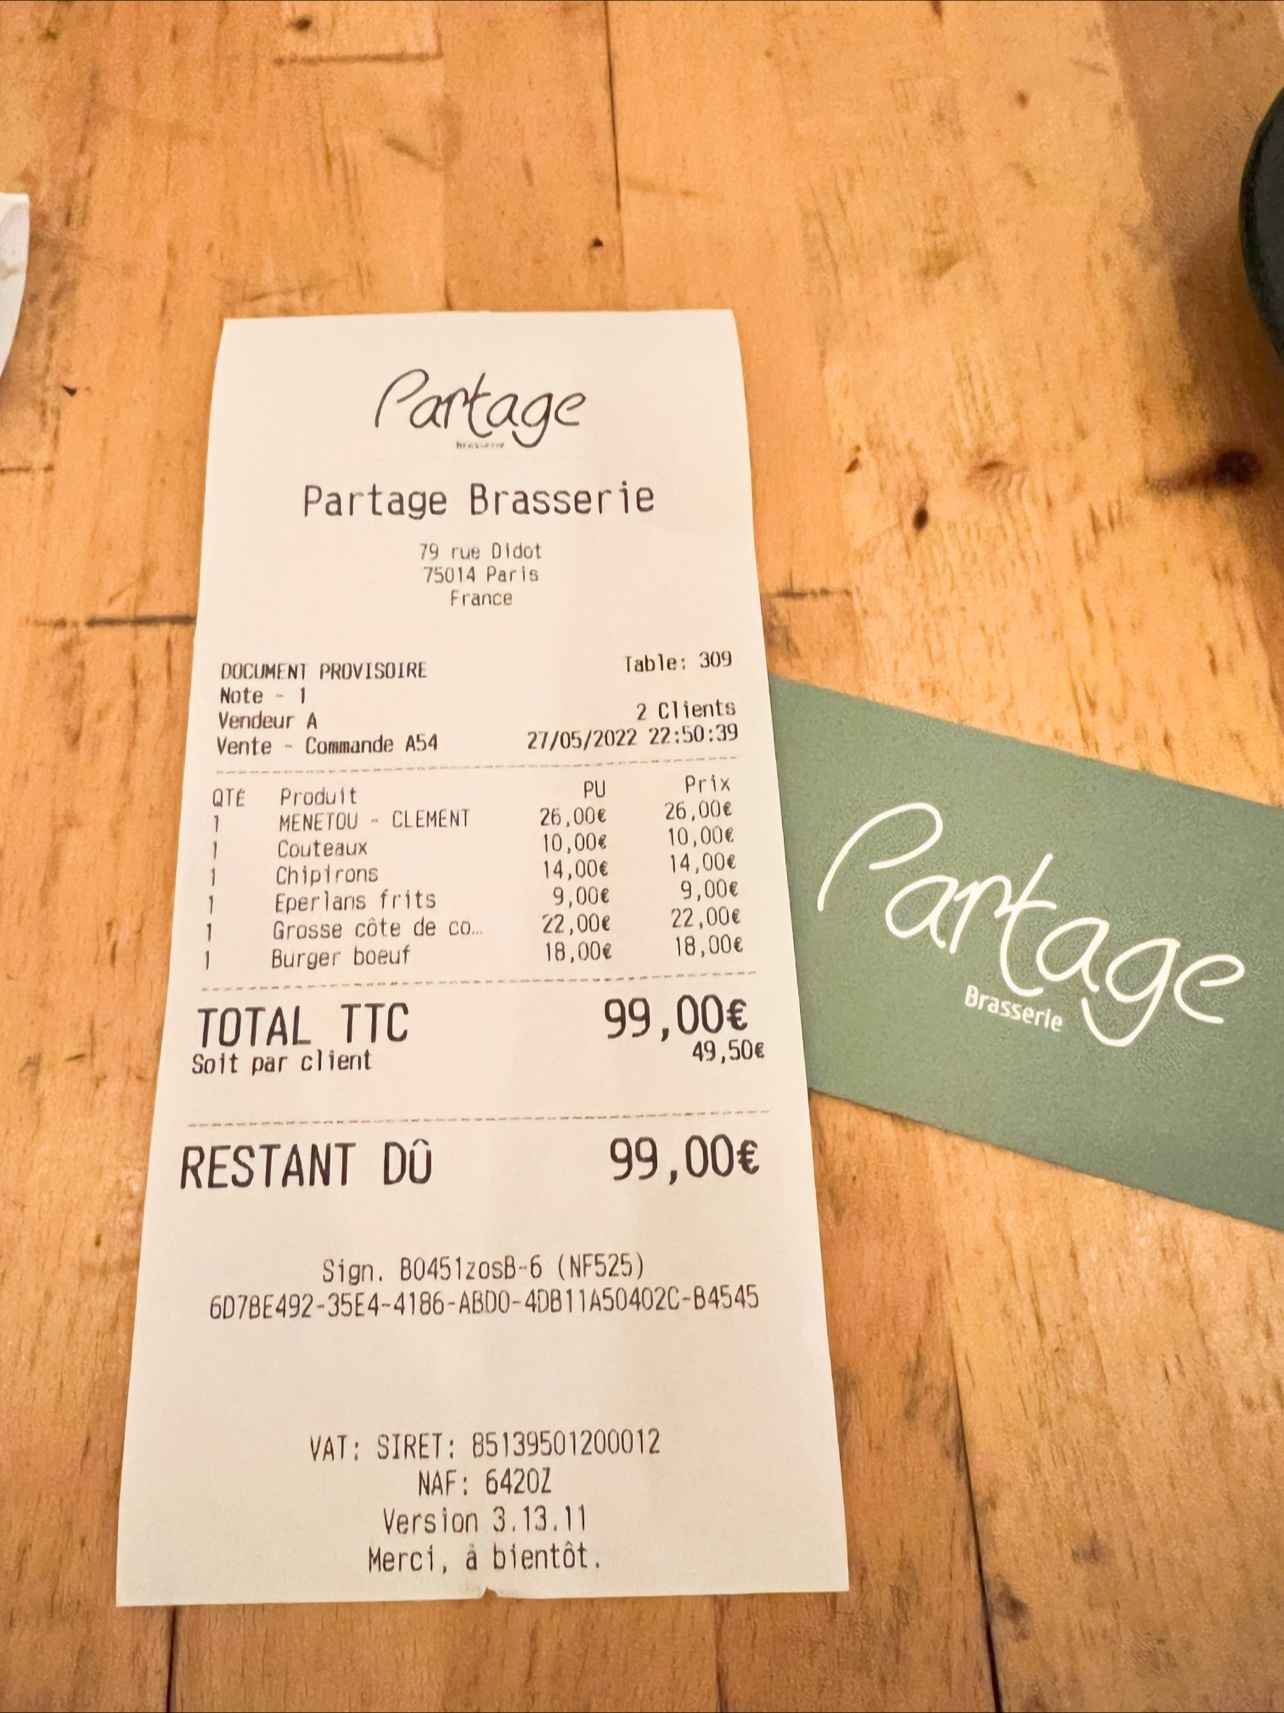 Partage
Brasserie
Partage Brasserie
79 rue Didot
75014 Paris
France
DOCUMENT PROVISOIRE Table: 309
Note - 1
Vendeur A 2 Clients
Vente - Commande A54 27/05/2022 22:50:39
QTÉ Produit PU Prix
1 MENETOU - CLEMENT 26,00€ 26,00€
1 Couteaux 10,00€ 10,00€
1 Chipirons 14,00€ 14,00€
1 Eperlans frits 9,00€ 9,00€
1 Grosse côte de co... 22,00€ 22,00€
1 Burger boeuf 18,00€ 18,00€
TOTAL TTC 99,00€
Soit par client 49,50€
RESTANT DÛ 99,00€
Sign. B0451zosB-6 (NF525)
6D7BE492-35E4-4186-ABD0-4DB11A50402C-B4545
VAT: SIRET: 85139501200012
NAF: 6420Z
Version 3.13.11
Merci, à bientôt.
Partage
Brasserie